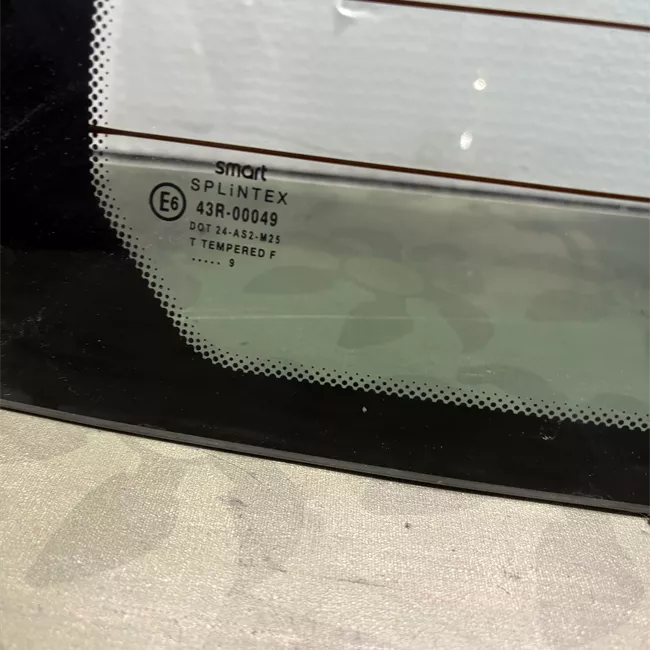 smart
SPLiNTEX
E6 43R-00049
DOT 24-AS2-M25
T TEMPERED F
····· 9